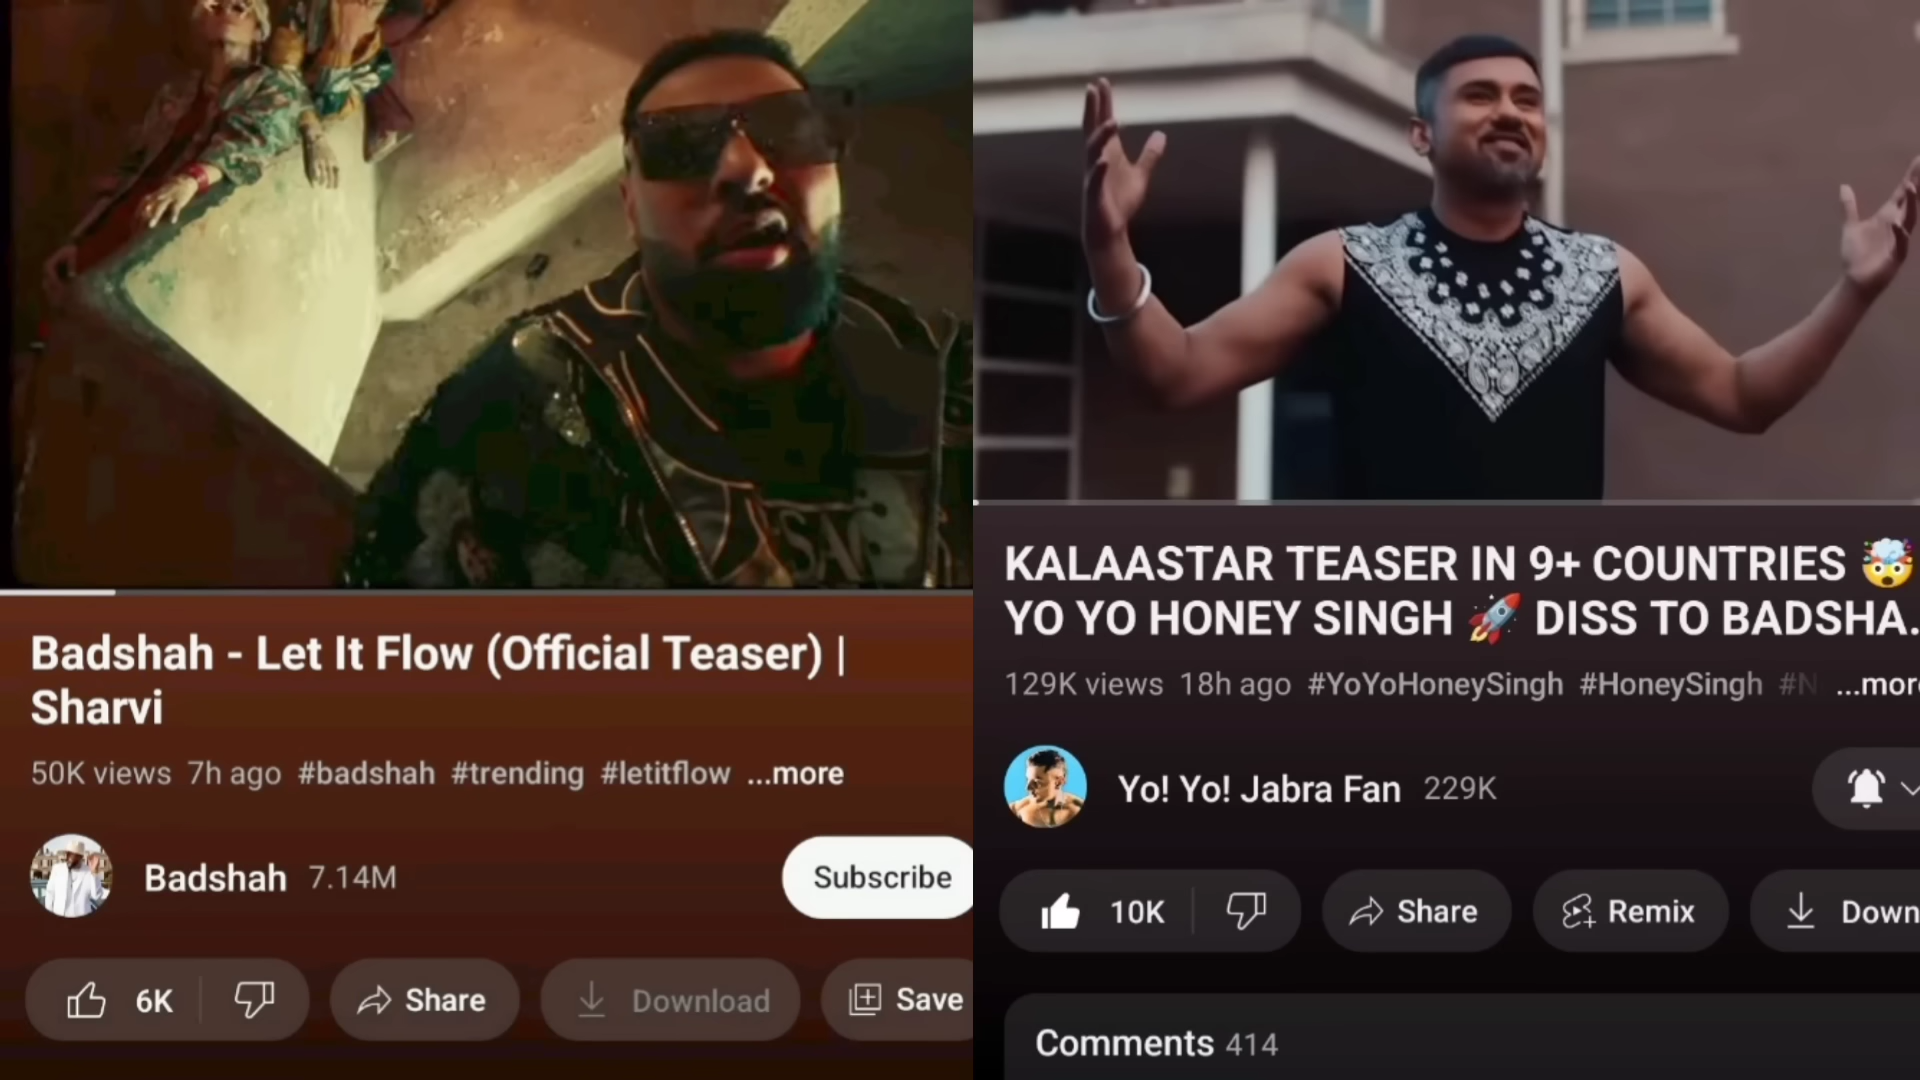 SA
Badshah - Let It Flow (Official Teaser) |
Sharvi
50K views 7h ago #badshah #trending #letitflow ...more
Badshah 7.14M
Subscribe
6K Share Download Save
KALAASTAR TEASER IN 9+ COUNTRIES 🤯
YO YO HONEY SINGH 🚀 DISS TO BADSHA..
129K views 18h ago #YoYoHoneySingh #HoneySingh #N ...more
Yo! Yo! Jabra Fan 229K
10K Share Remix Down
Comments 414